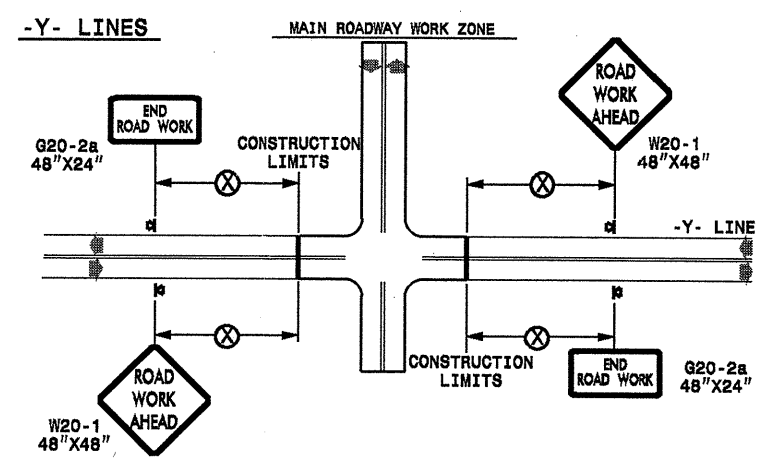 -Y- LINES
MAIN ROADWAY WORK ZONE
END
ROAD WORK
G20-2a
48"X24"
CONSTRUCTION
LIMITS
X
ROAD
WORK
AHEAD
W20-1
48"X48"
X
-Y- LINE
X
ROAD
WORK
AHEAD
W20-1
48"X48"
X
CONSTRUCTION
LIMITS
END
ROAD WORK
G20-2a
48"X24"